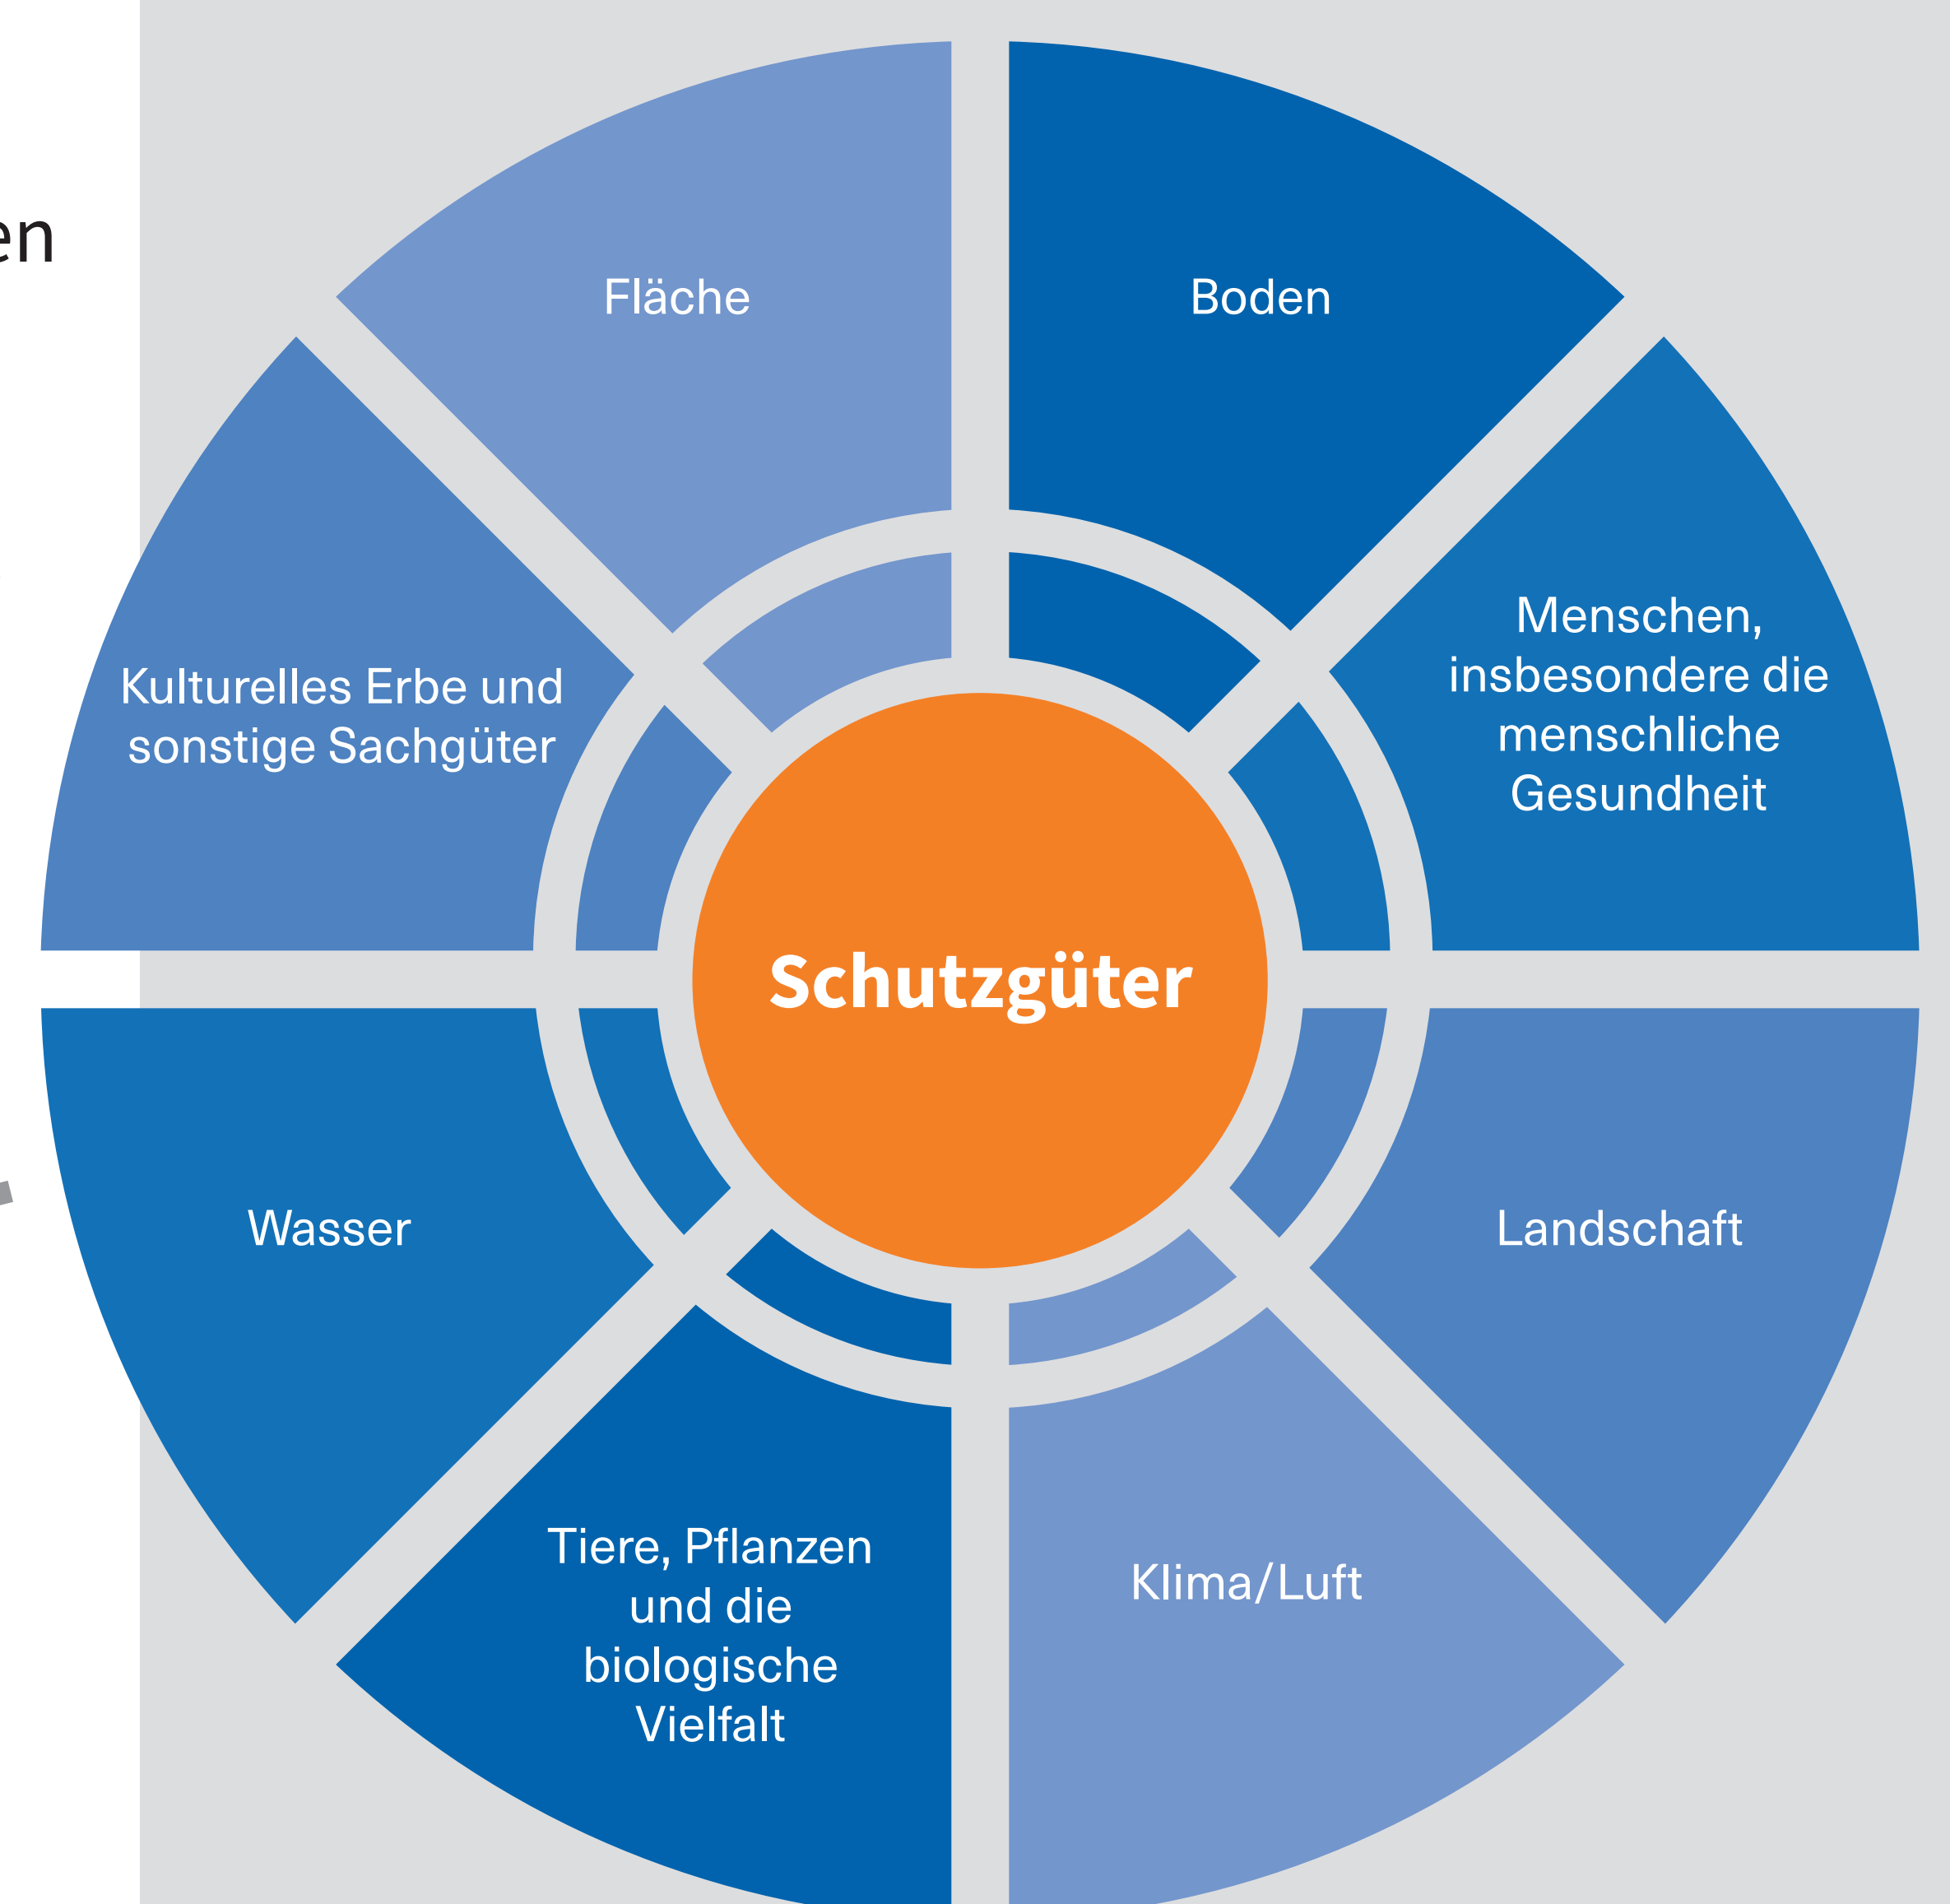 Fläche
Boden
Menschen,
insbesondere die
menschliche
Gesundheit
Kulturelles Erbe und
sonstige Sachgüter
Schutzgüter
Wasser
Landschaft
Tiere, Pflanzen
und die
biologische
Vielfalt
Klima/Luft